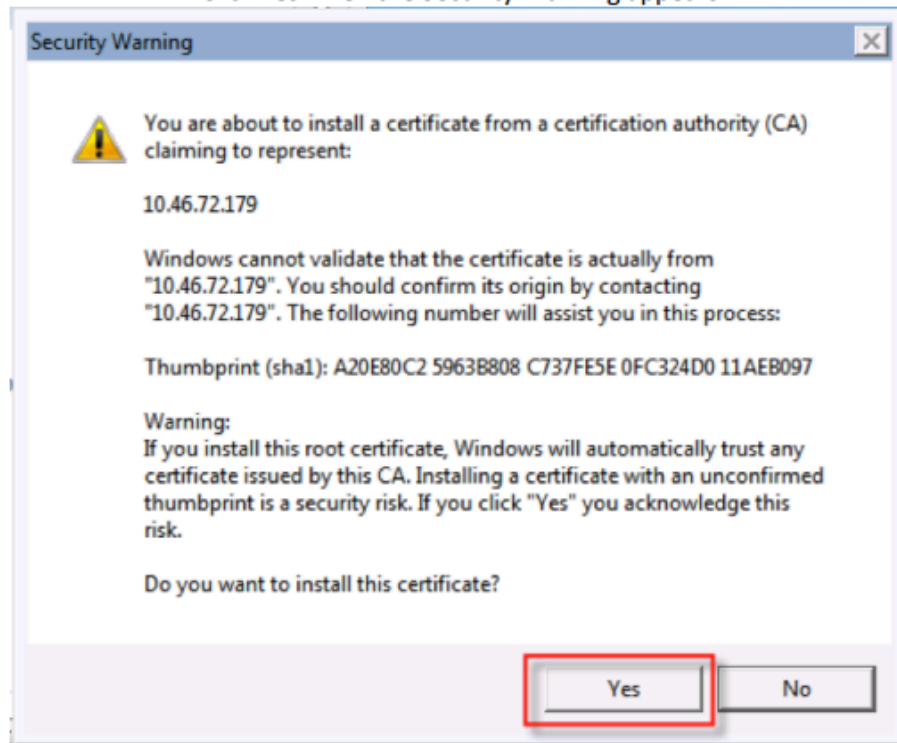 Security Warning
You are about to install a certificate from a certification authority (CA)
claiming to represent:
10.46.72.179
Windows cannot validate that the certificate is actually from
"10.46.72.179". You should confirm its origin by contacting
"10.46.72.179". The following number will assist you in this process:
Thumbprint (sha1): A20E80C2 5963B808 C737FE5E 0FC324D0 11AEB097
Warning:
If you install this root certificate, Windows will automatically trust any
certificate issued by this CA. Installing a certificate with an unconfirmed
thumbprint is a security risk. If you click "Yes" you acknowledge this
risk.
Do you want to install this certificate?
Yes
No